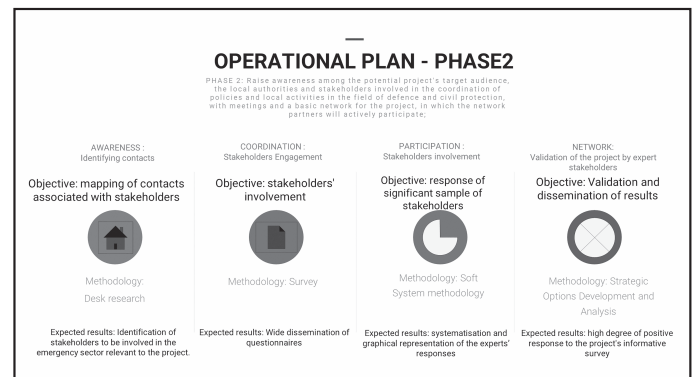 OPERATIONAL PLAN - PHASE2
PHASE 2: Raise awareness among the potential project's target audience,
the local authorities and stakeholders involved in the coordination of
policies and local activities in the field of defence and civil protection,
with meetings and a basic network for the project, in which the network
partners will actively participate;
AWARENESS :
Identifying contacts
Objective: mapping of contacts
associated with stakeholders
Methodology:
Desk research
Expected results: Identification of
stakeholders to be involved in the
emergency sector relevant to the project.
COORDINATION :
Stakeholders Engagement
Objective: stakeholders'
involvement
Methodology: Survey
Expected results: Wide dissemination of
questionnaires
PARTICIPATION :
Stakeholders involvement
Objective: response of
significant sample of
stakeholders
Methodology: Soft
System methodology
Expected results: systematisation and
graphical representation of the experts'
responses
NETWORK:
Validation of the project by expert
stakeholders
Objective: Validation and
dissemination of results
Methodology: Strategic
Options Development and
Analysis
Expected results: high degree of positive
response to the project's informative
survey